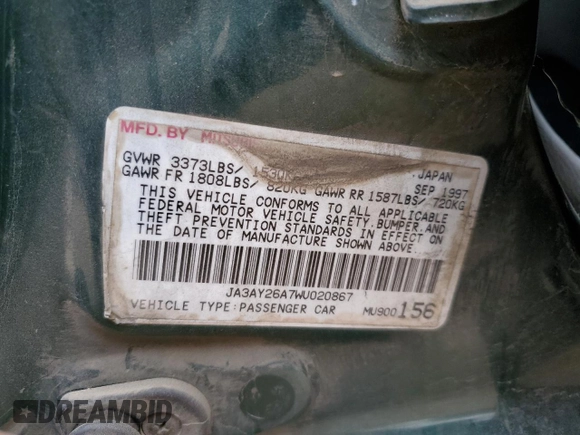 MFD. BY
JAPAN
GVWR 3373LBS/ SEP 1997
GAWR FR 1808LBS/ 820KG GAWR RR 1587LBS/ 720KG
THIS VEHICLE CONFORMS TO ALL APPLICABLE
FEDERAL MOTOR VEHICLE SAFETY, BUMPER, AND
THEFT PREVENTION STANDARDS IN EFFECT ON
THE DATE OF MANUFACTURE SHOWN ABOVE.
JA3AY26A7WU020867
VEHICLE TYPE:PASSENGER CAR MU900156
DREAMBID